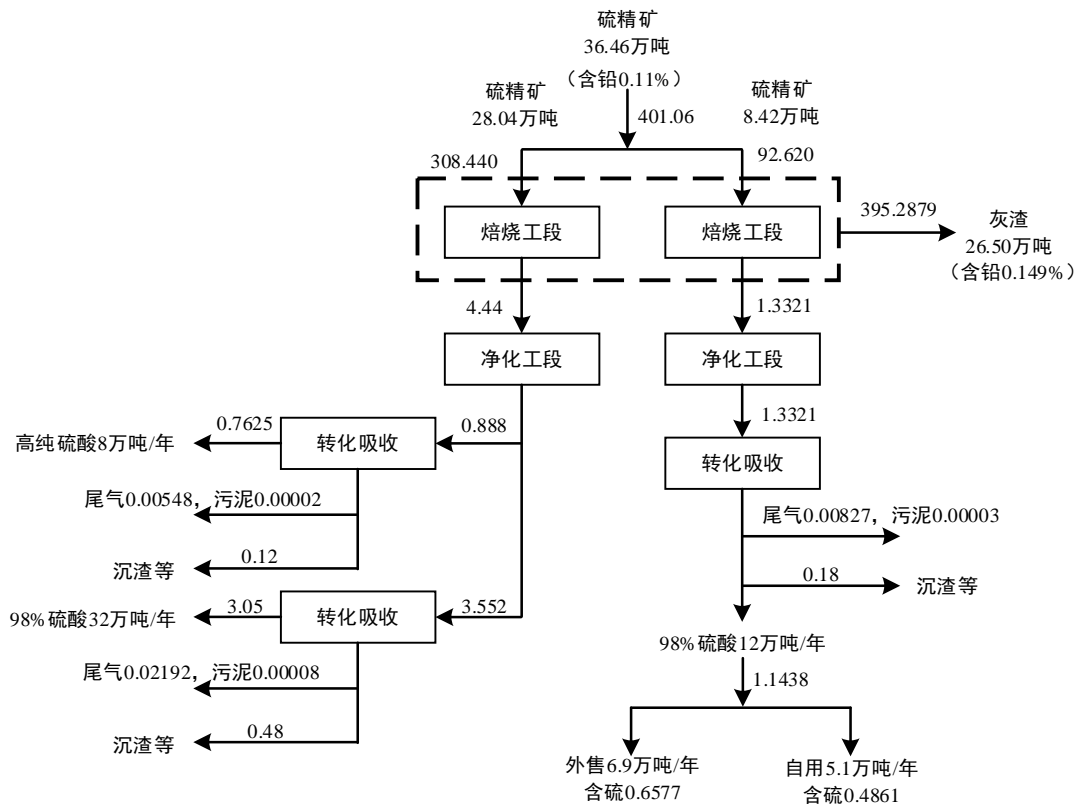 硫精矿
36.46万吨
（含铅0.11%）
硫精矿
28.04万吨
401.06
硫精矿
8.42万吨
308.440
92.620
焙烧工段
焙烧工段
395.2879
灰渣
26.50万吨
（含铅0.149%）
4.44
1.3321
净化工段
净化工段
1.3321
高纯硫酸8万吨/年
0.7625
转化吸收
0.888
转化吸收
尾气0.00548，污泥0.00002
尾气0.00827，污泥0.00003
沉渣等
0.12
0.18
沉渣等
98%硫酸32万吨/年
3.05
转化吸收
3.552
98%硫酸12万吨/年
尾气0.02192，污泥0.00008
1.1438
沉渣等
0.48
外售6.9万吨/年
含硫0.6577
自用5.1万吨/年
含硫0.4861